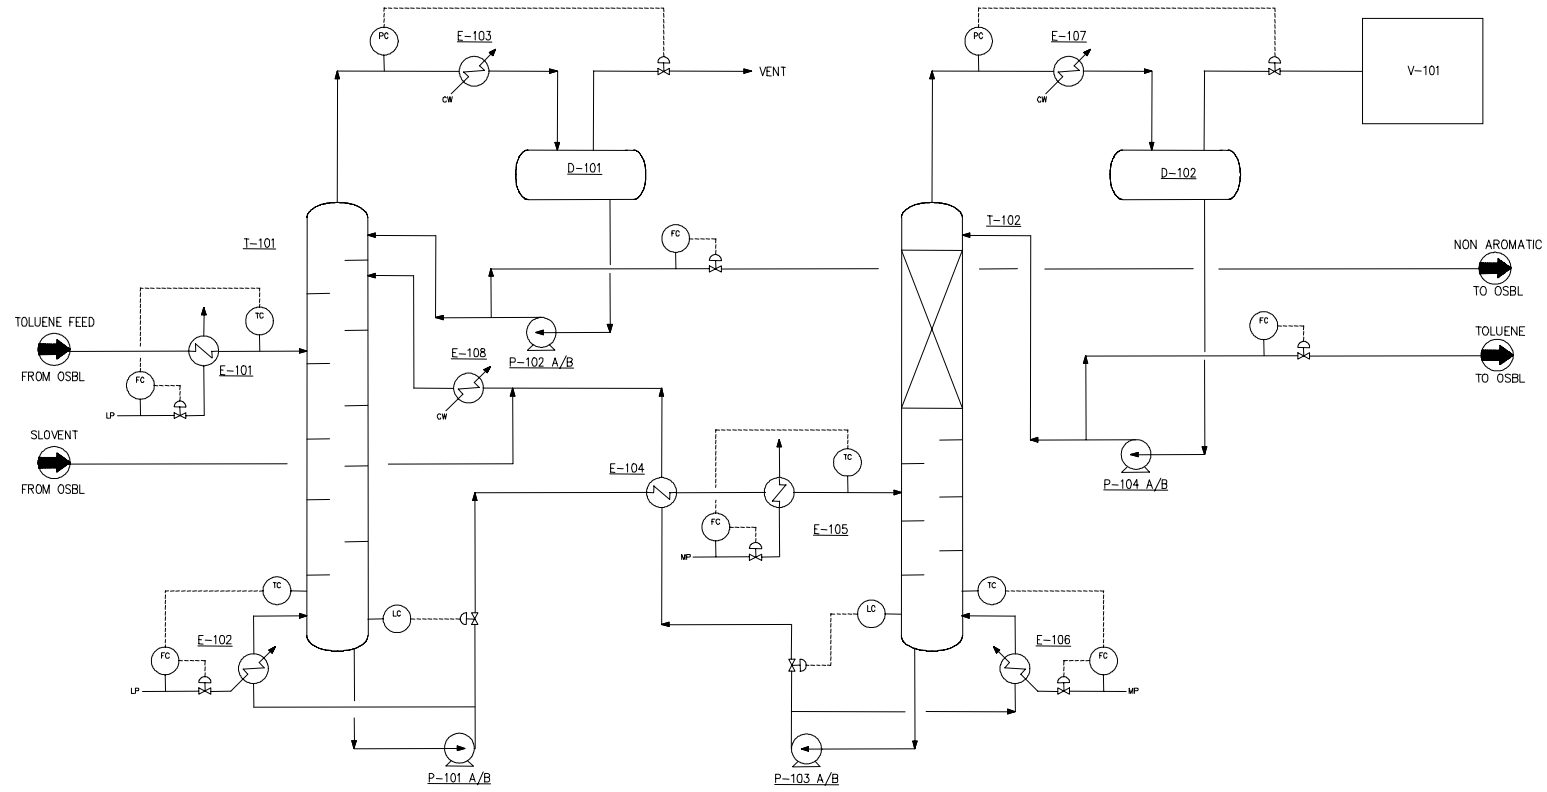 PC
E-103
CW
VENT
D-101
PC
E-107
CW
V-101
D-102
T-101
FC
T-102
NON AROMATIC
TO OSBL
TOLUENE FEED
FROM OSBL
TC
E-101
FC
LP
P-102 A/B
E-108
CW
FC
TOLUENE
TO OSBL
SLOVENT
FROM OSBL
E-104
TC
FC
MP
E-105
P-104 A/B
TC
LC
E-102
FC
LP
LC
TC
E-106
FC
MP
P-101 A/B
P-103 A/B